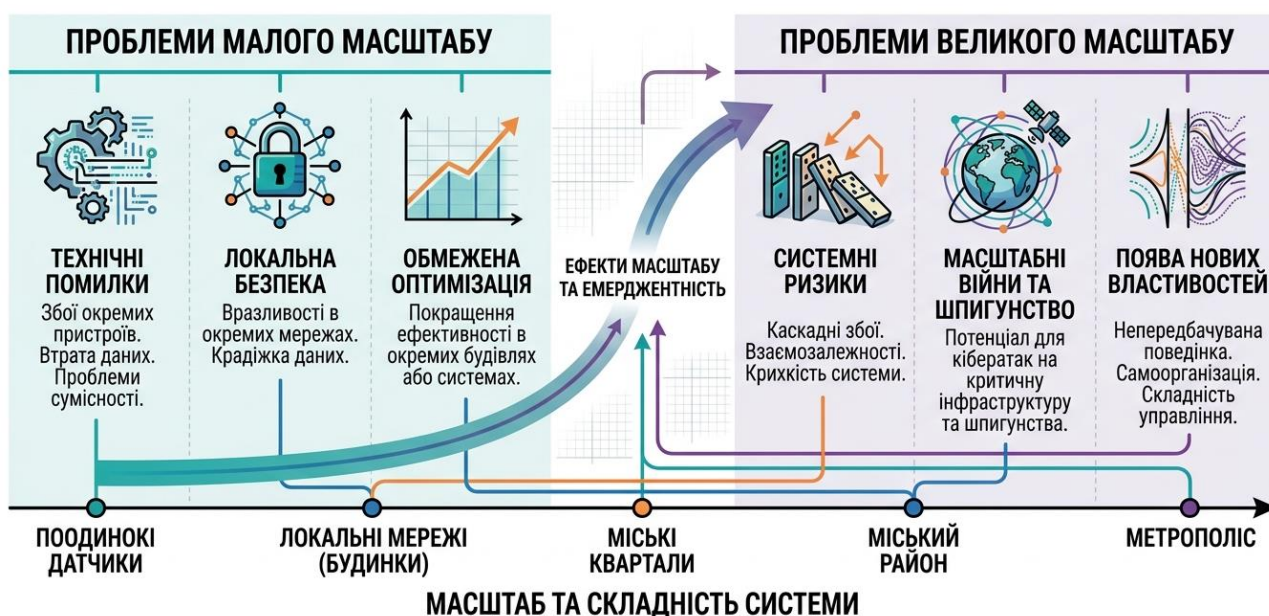 ПРОБЛЕМИ МАЛОГО МАСШТАБУ
ТЕХНІЧНІ
ПОМИЛКИ
Збої окремих
пристроїв.
Втрата даних.
Проблеми
сумісності.
ЛОКАЛЬНА
БЕЗПЕКА
Вразливості в
окремих мережах.
Крадіжка даних.
ОБМЕЖЕНА
ОПТИМІЗАЦІЯ
Покращення
ефективності в
окремих будівлях
або системах.
ЕФЕКТИ МАСШТАБУ
ТА ЕМЕРДЖЕНТНІСТЬ
ПРОБЛЕМИ ВЕЛИКОГО МАСШТАБУ
СИСТЕМНІ
РИЗИКИ
Каскадні збої.
Взаємозалежності.
Крихкість системи.
МАСШТАБНІ
ВІЙНИ ТА
ШПИГУНСТВО
Потенціал для
кібератак на
критичну
інфраструктуру
та шпигунства.
ПОЯВА НОВИХ
ВЛАСТИВОСТЕЙ
Непередбачувана
поведінка.
Самоорганізація.
Складність
управління.
ПООДИНОКІ
ДАТЧИКИ
ЛОКАЛЬНІ МЕРЕЖІ
(БУДИНКИ)
МІСЬКІ
КВАРТАЛИ
МІСЬКИЙ
РАЙОН
МЕТРОПОЛІС
МАСШТАБ ТА СКЛАДНІСТЬ СИСТЕМИ